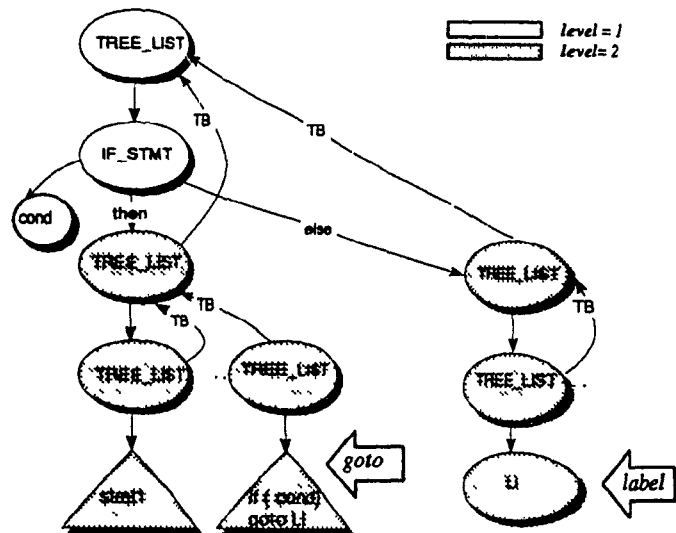 TREE_LIST
level = 1
level= 2
TB
TB
IF_STMT
cond
then
else
TREE_LIST
TREE_LIST
TB
TB
TB
TREE_LIST
TREE_LIST
TREE_LIST
goto
stmt1
if ( cond)
goto L1
L1
label